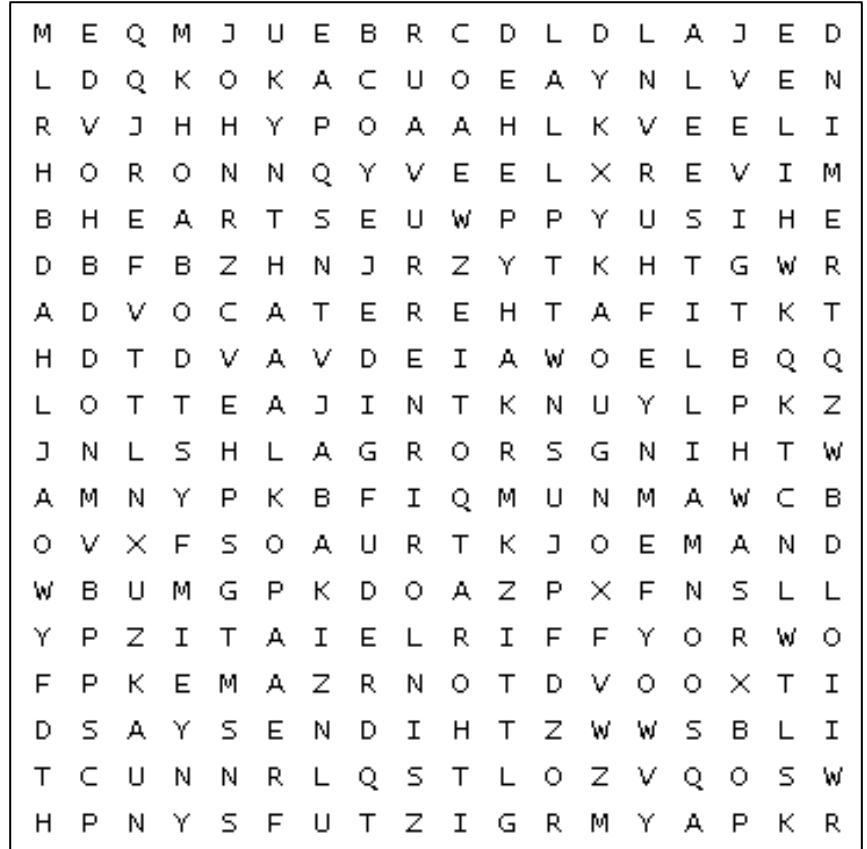 M E Q M J U E B R C D L D L A J E D
L D Q K O K A C U O E A Y N L V E N
R V J H H Y P O A A H L K V E E L I
H O R O N N Q Y V E E L X R E V I M
B H E A R T S E U W P P Y U S I H E
D B F B Z H N J R Z Y T K H T G W R
A D V O C A T E R E H T A F I T K T
H D T D V A V D E I A W O E L B Q Q
L O T T E A J I N T K N U Y L P K Z
J N L S H L A G R O R S G N I H T W
A M N Y P K B F I Q M U N M A W C B
O V X F S O A U R T K J O E M A N D
W B U M G P K D O A Z P X F N S L L
Y P Z I T A I E L R I F F Y O R W O
F P K E M A Z R N O T D V O O X T I
D S A Y S E N D I H T Z W W S B L I
T C U N N R L Q S T L O Z V Q O S W
H P N Y S F U T Z I G R M Y A P K R